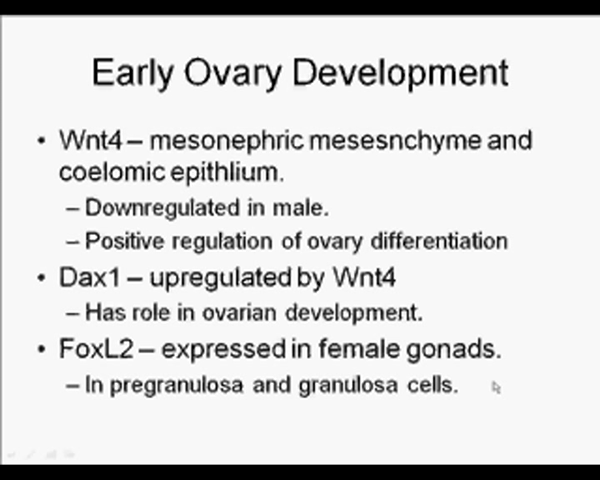 Early Ovary Development
• Wnt4 – mesonephric mesesnchyme and
coelomic epithlium.
– Downregulated in male.
– Positive regulation of ovary differentiation
• Dax1 – upregulated by Wnt4
– Has role in ovarian development.
• FoxL2 – expressed in female gonads.
– In pregranulosa and granulosa cells.